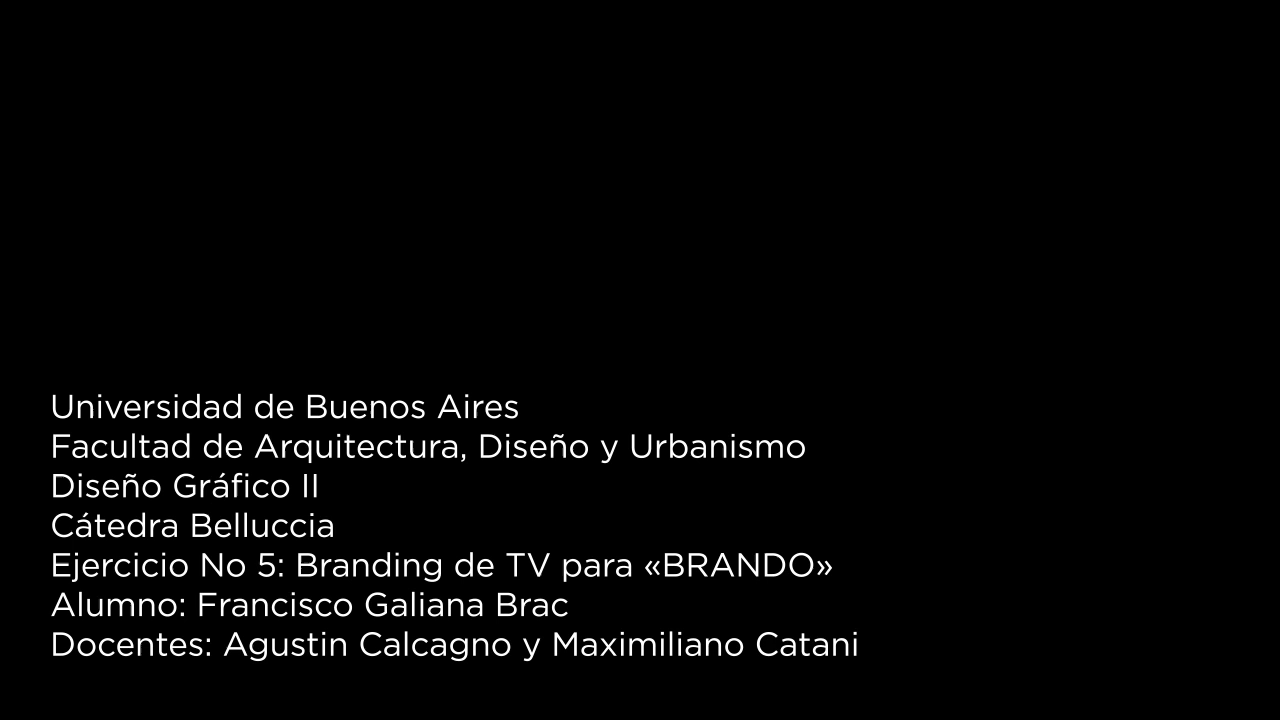 Universidad de Buenos Aires
Facultad de Arquitectura, Diseño y Urbanismo
Diseño Gráfico II
Cátedra Belluccia
Ejercicio No 5: Branding de TV para «BRANDO»
Alumno: Francisco Galiana Brac
Docentes: Agustin Calcagno y Maximiliano Catani